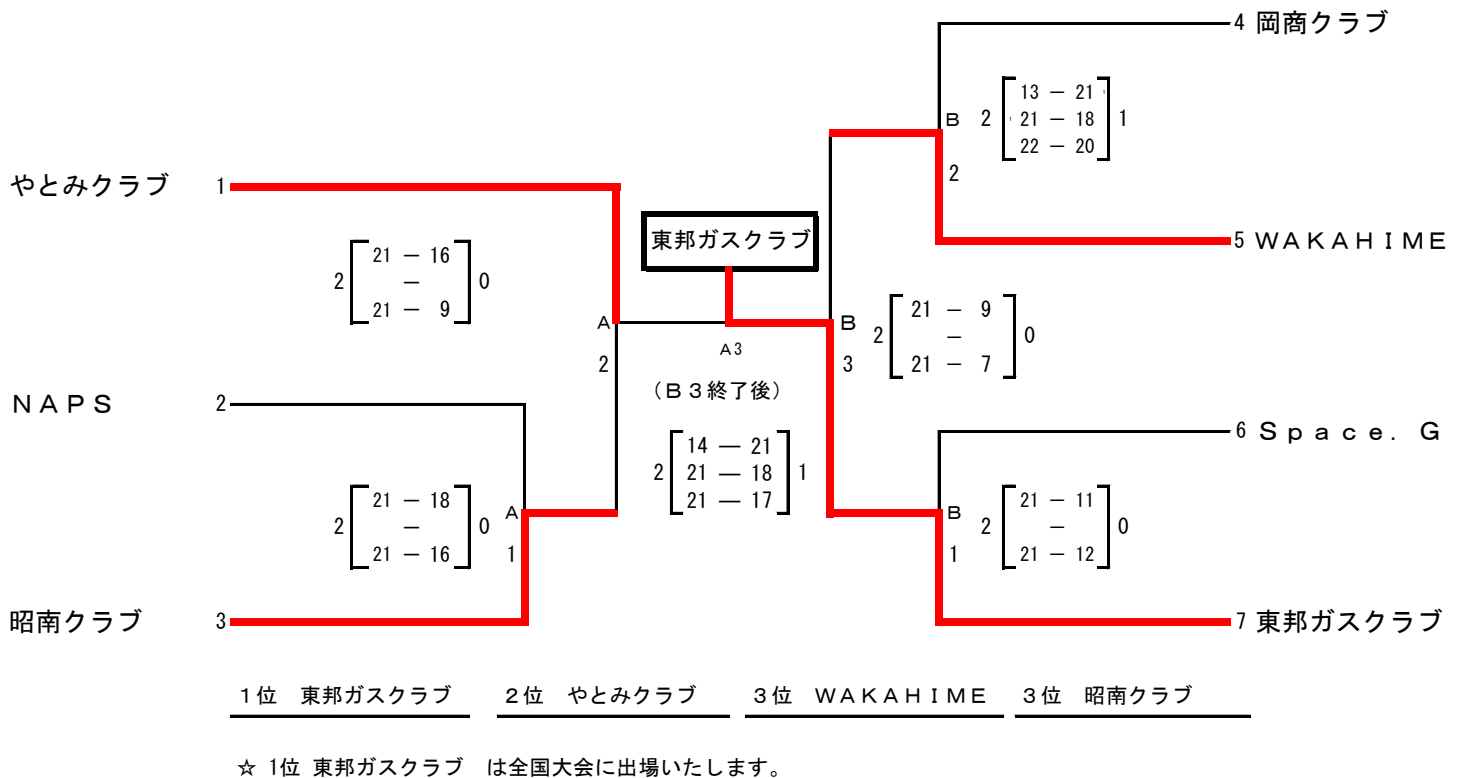 4 岡商クラブ
13 － 21
B 2 21 － 18 1
22 － 20
2
やとみクラブ 1
東邦ガスクラブ
5 ＷＡＫＡＨＩＭＥ
21 － 16
2 － 0
21 － 9
A
2
A3
（Ｂ３終了後）
B
3
21 － 9
2 － 0
21 － 7
ＮＡＰＳ 2
6 Ｓｐａｃｅ．Ｇ
14 ― 21
2 21 ― 18 1
21 ― 17
21 － 18
2 － 0
21 － 16
A
1
B
1
21 － 11
2 － 0
21 － 12
昭南クラブ 3
7 東邦ガスクラブ
１位 東邦ガスクラブ ２位 やとみクラブ ３位 ＷＡＫＡＨＩＭＥ ３位 昭南クラブ
☆ 1位 東邦ガスクラブ は全国大会に出場いたします。